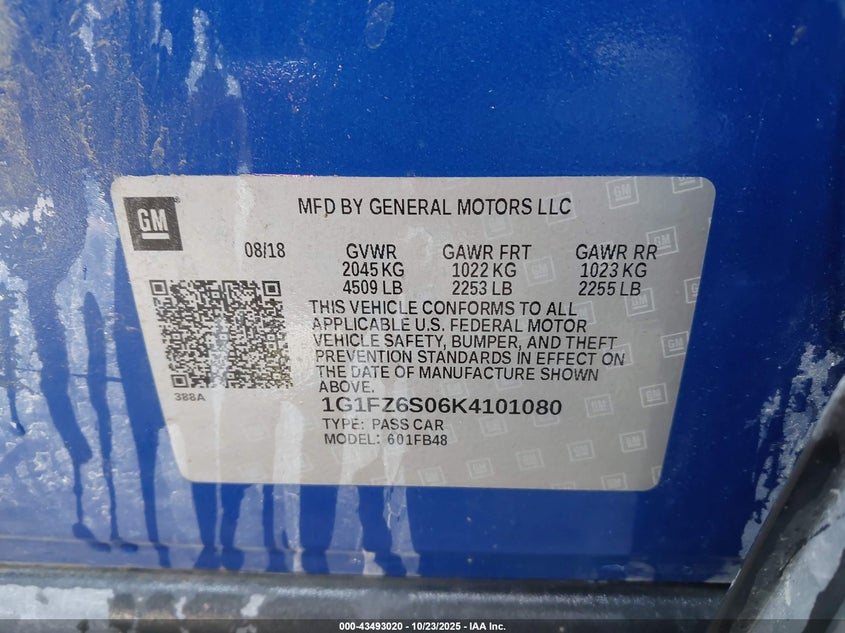 GM
MFD BY GENERAL MOTORS LLC
08/18 GVWR GAWR FRT GAWR RR
2045 KG 1022 KG 1023 KG
4509 LB 2253 LB 2255 LB
THIS VEHICLE CONFORMS TO ALL
APPLICABLE U.S. FEDERAL MOTOR
VEHICLE SAFETY, BUMPER, AND THEFT
PREVENTION STANDARDS IN EFFECT ON
THE DATE OF MANUFACTURE SHOWN
ABOVE.
388A
1G1FZ6S06K4101080
TYPE: PASS CAR
MODEL: 601FB48
000-43493020 - 10/23/2025 - IAA Inc.